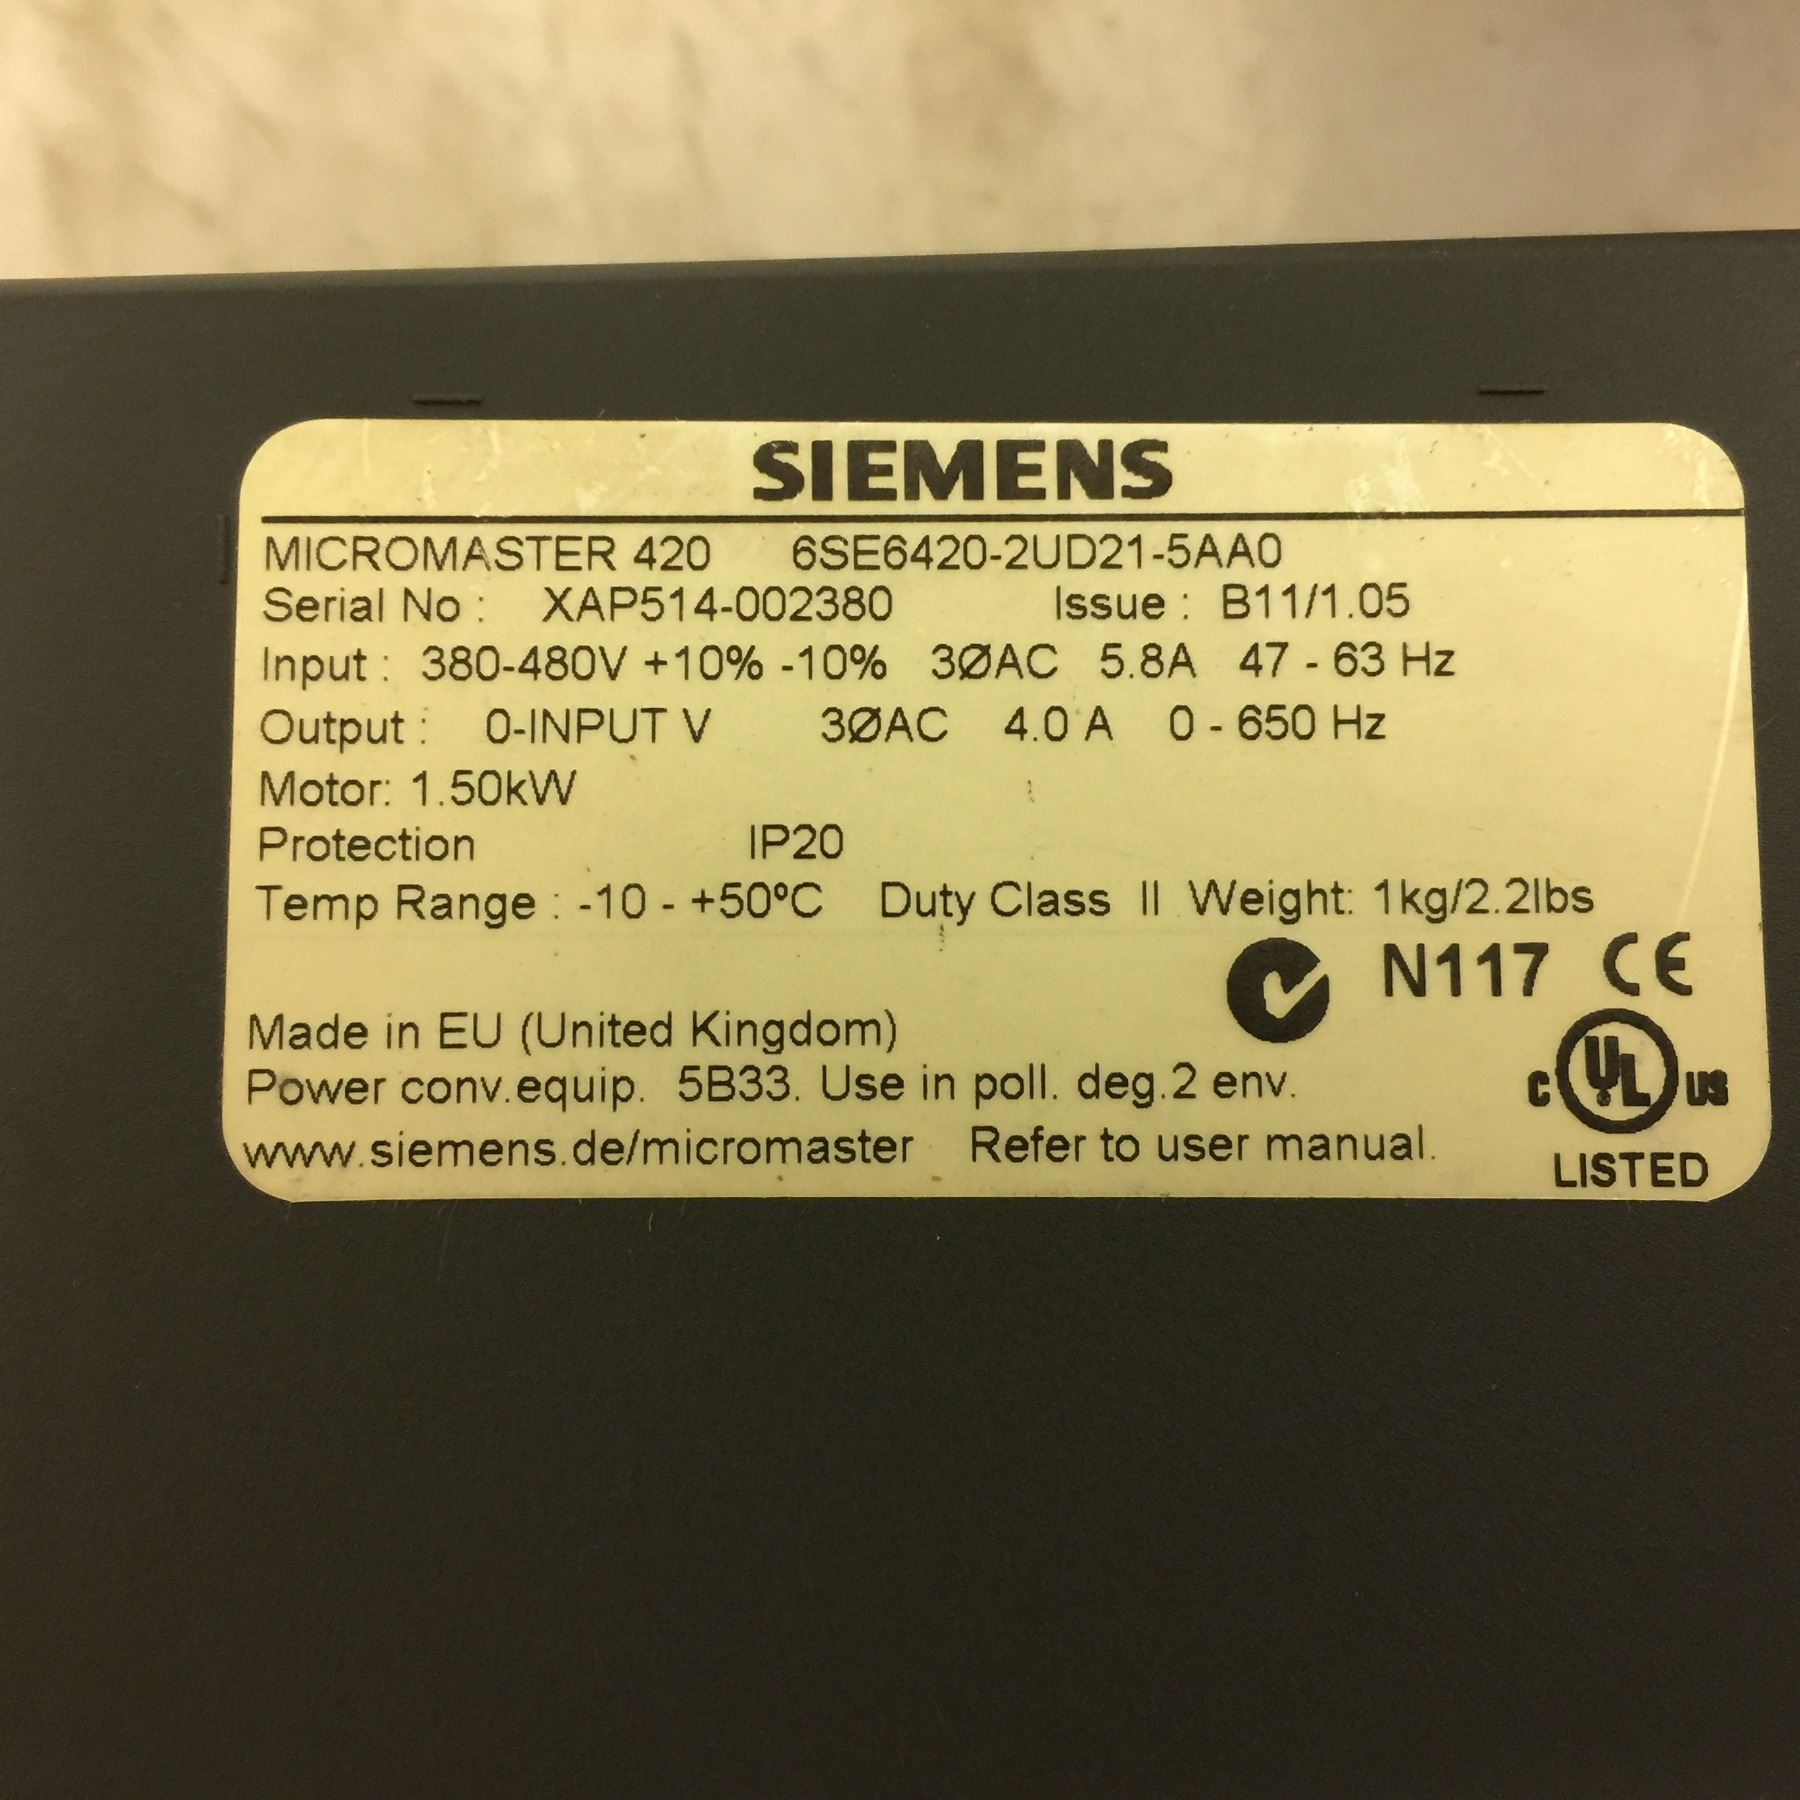 SIEMENS
MICROMASTER 420 6SE6420-2UD21-5AA0
Serial No : XAP514-002380 Issue : B11/1.05
Input : 380-480V +10% -10% 3ØAC 5.8A 47 - 63 Hz
Output : 0-INPUT V 3ØAC 4.0 A 0 - 650 Hz
Motor: 1.50kW
Protection IP20
Temp Range : -10 - +50ºC Duty Class II Weight: 1kg/2.2lbs
N117 CE
Made in EU (United Kingdom)
Power conv.equip. 5B33. Use in poll. deg.2 env.
C UL US
www.siemens.de/micromaster Refer to user manual.
LISTED